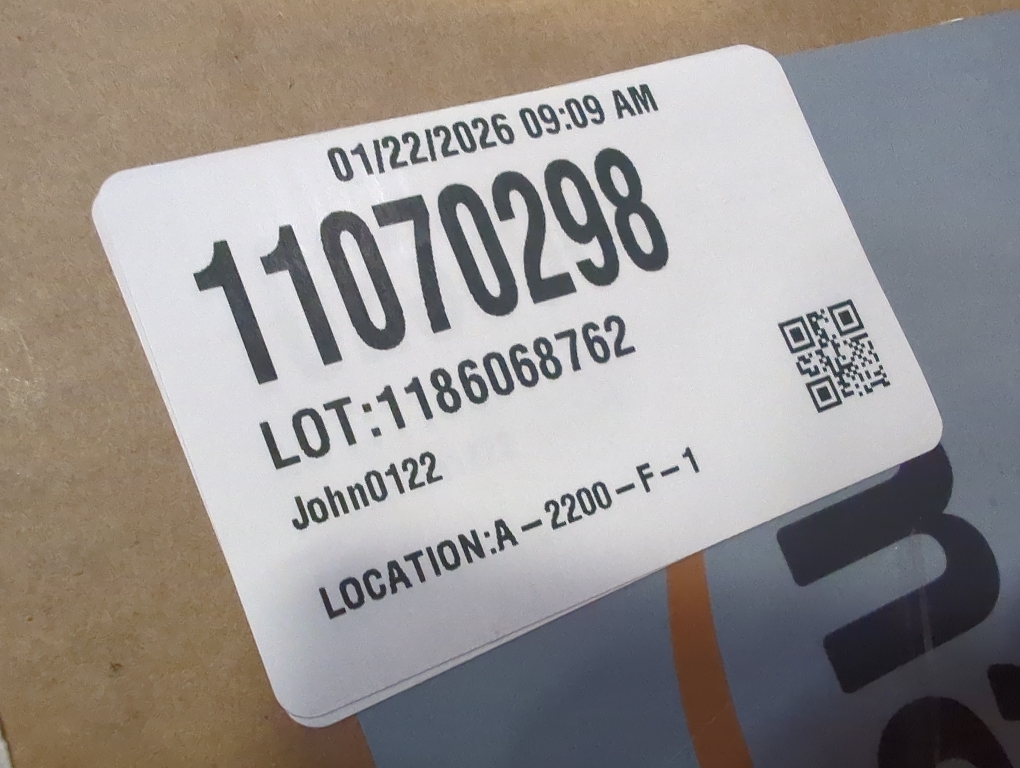 01/22/2026 09:09 AM
11070298
LOT:1186068762
John0122
LOCATION:A-2200-F-1